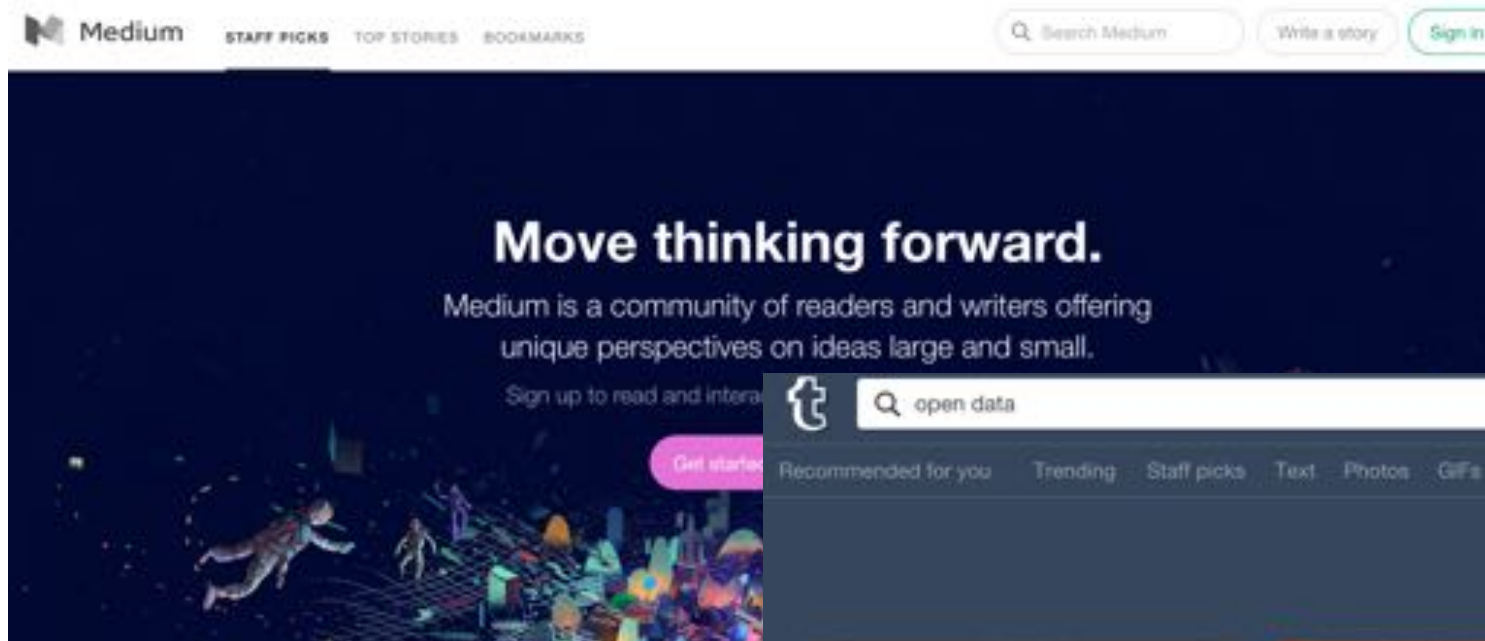 Medium STAFF PICKS TOP STORIES BOOKMARKS Search Medium Write a story Sign in
Move thinking forward.
Medium is a community of readers and writers offering
unique perspectives on ideas large and small.
Sign up to read and intera
Get started
t open data
Recommended for you Trending Staff picks Text Photos GIFs